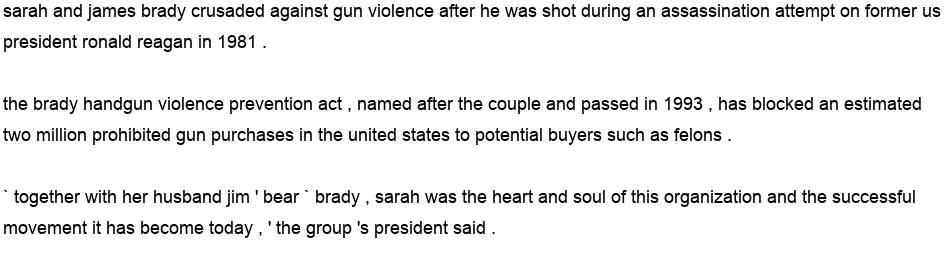 sarah and james brady crusaded against gun violence after he was shot during an assassination attempt on former us
president ronald reagan in 1981 .
the brady handgun violence prevention act , named after the couple and passed in 1993 , has blocked an estimated
two million prohibited gun purchases in the united states to potential buyers such as felons .
` together with her husband jim ' bear ` brady , sarah was the heart and soul of this organization and the successful
movement it has become today , ' the group 's president said .